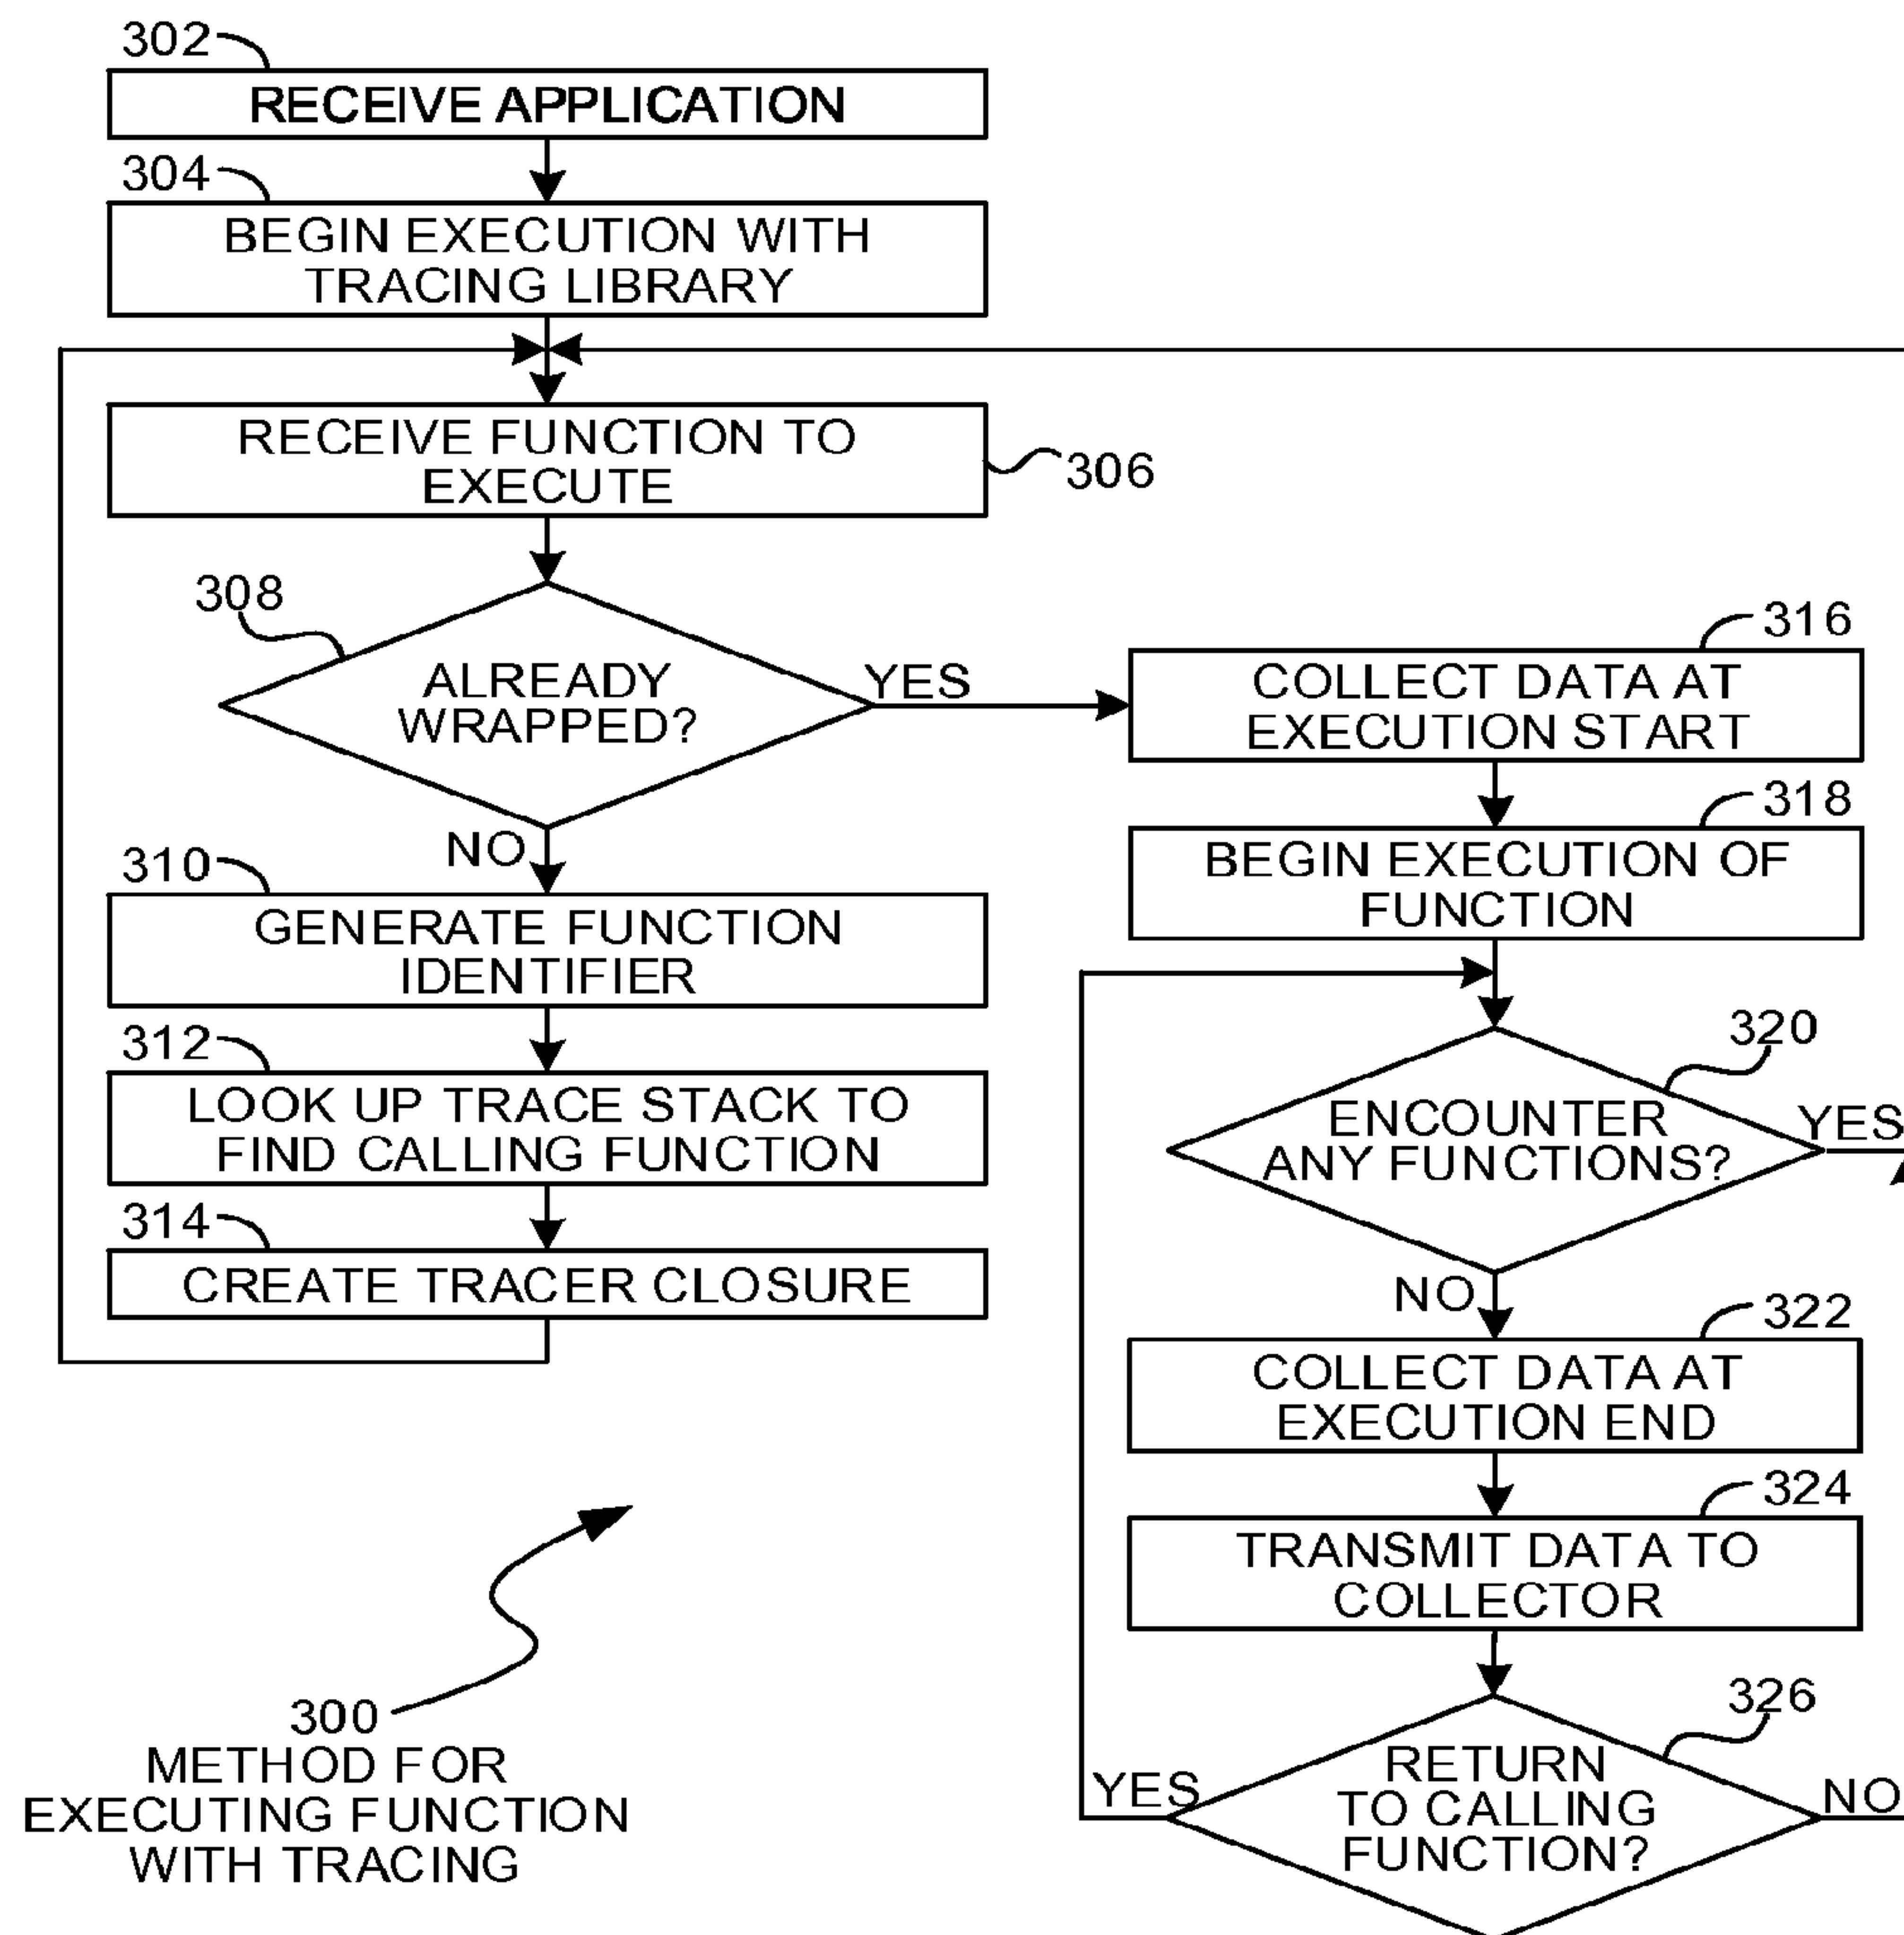 302
RECEIVE APPLICATION
304
BEGIN EXECUTION WITH
TRACING LIBRARY
RECEIVE FUNCTION TO
EXECUTE
306
308
ALREADY
WRAPPED?
YES
NO
310
GENERATE FUNCTION
IDENTIFIER
312
LOOK UP TRACE STACK TO
FIND CALLING FUNCTION
314
CREATE TRACER CLOSURE
316
COLLECT DATA AT
EXECUTION START
318
BEGIN EXECUTION OF
FUNCTION
320
ENCOUNTER
ANY FUNCTIONS?
YES
NO
322
COLLECT DATA AT
EXECUTION END
324
TRANSMIT DATA TO
COLLECTOR
326
RETURN
TO CALLING
FUNCTION?
YES
NO
300
METHOD FOR
EXECUTING FUNCTION
WITH TRACING